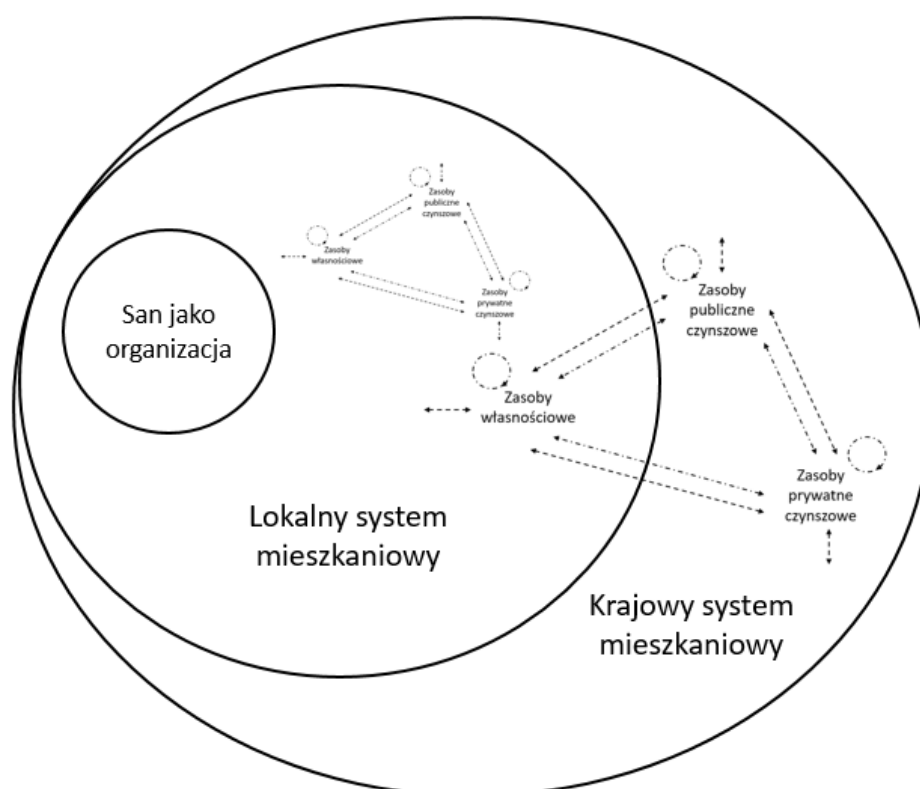 Zasoby
publiczne
czynszowe
Zasoby
własnościowe
Zasoby
prywatne
czynszowe
San jako
organizacja
Zasoby
publiczne
czynszowe
Zasoby
własnościowe
Zasoby
prywatne
czynszowe
Lokalny system
mieszkaniowy
Krajowy system
mieszkaniowy